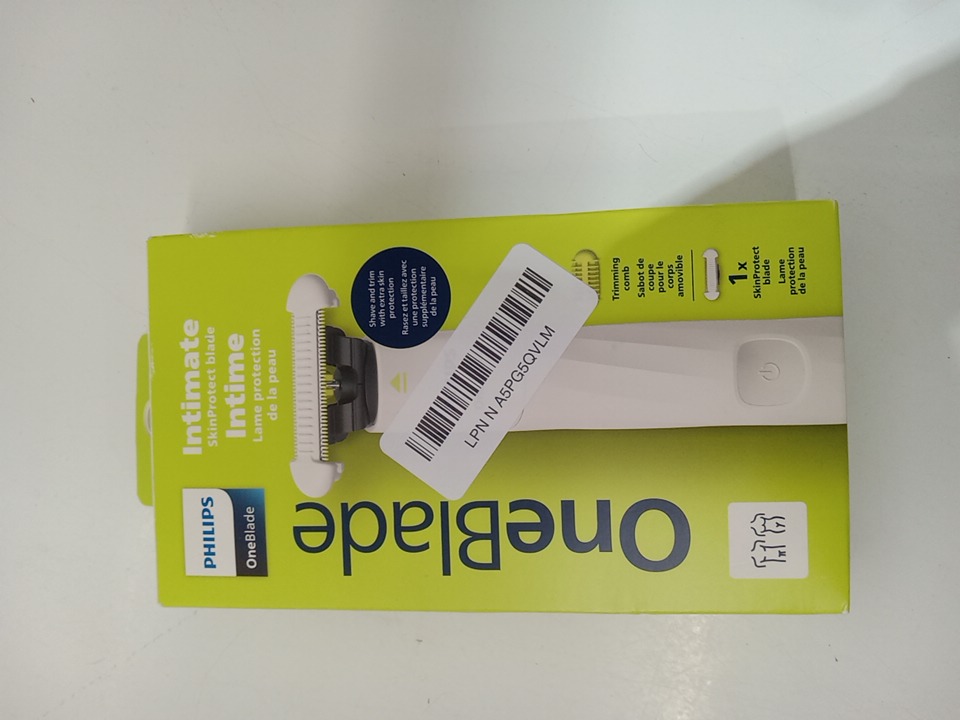 PHILIPS
OneBlade
Intimate
SkinProtect blade
Intime
Lame protection
de la peau
Shave and trim
with extra skin
protection
Rasez et taillez avec
une protection
supplémentaire
de la peau
OneBlade
LPN N A5PG5QVLM
Trimming
comb
Sabot de
coupe
pour le
corps
amovible
1x
SkinProtect
blade
Lame
protection
de la peau